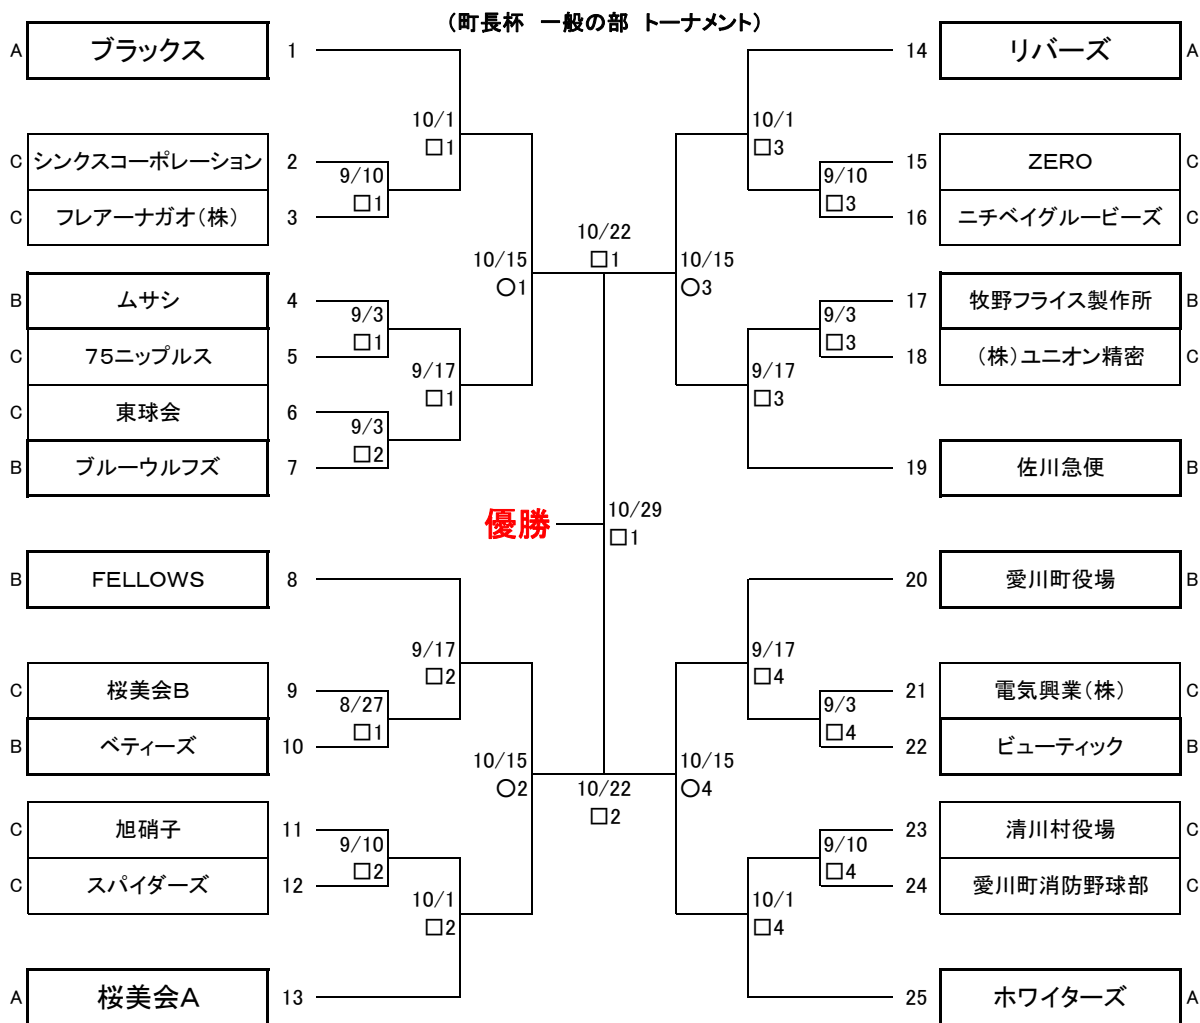 （町長杯　一般の部　トーナメント）
A ブラックス 1
14 リバーズ A
10/1
□1
10/1
□3
C シンクスコーポレーション 2
9/10
□1
C フレアーナガオ（株） 3
15 ZERO C
9/10
□3
16 ニチベイグルービーズ C
10/15
○1
10/22
□1
10/15
○3
B ムサシ 4
9/3
□1
C 75ニップルス 5
17 牧野フライス製作所 B
9/3
□3
18 （株）ユニオン精密 C
9/17
□1
9/17
□3
C 東球会 6
9/3
□2
B ブルーウルフズ 7
19 佐川急便 B
優勝
10/29
□1
B FELLOWS 8
20 愛川町役場 B
9/17
□2
9/17
□4
C 桜美会B 9
8/27
□1
B ベティーズ 10
21 電気興業（株） C
9/3
□4
22 ビューティック B
10/15
○2
10/22
□2
10/15
○4
C 旭硝子 11
9/10
□2
C スパイダーズ 12
23 清川村役場 C
9/10
□4
24 愛川町消防野球部 C
10/1
□2
10/1
□4
A 桜美会A 13
25 ホワイターズ A